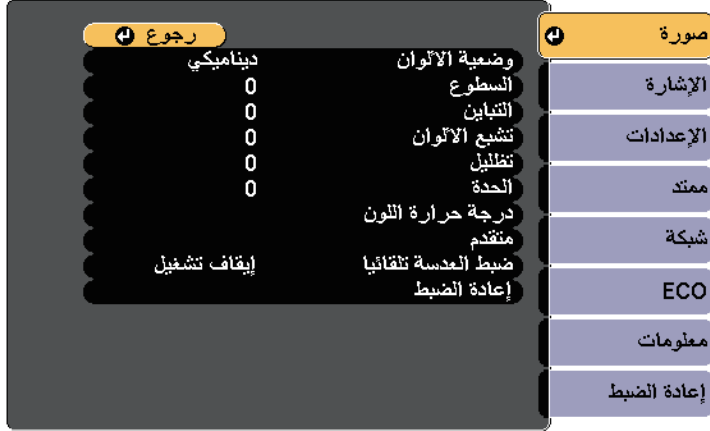 صورة
الإشارة
الإعدادات
ممتد
شبكة
ECO
معلومات
إعادة الضبط
رجوع
وضعية الألوان ديناميكي
السطوع 0
التباين 0
تشبع الألوان 0
تظليل 0
الحدة 0
درجة حرارة اللون
متقدم
ضبط العدسة تلقائيا إيقاف تشغيل
إعادة الضبط